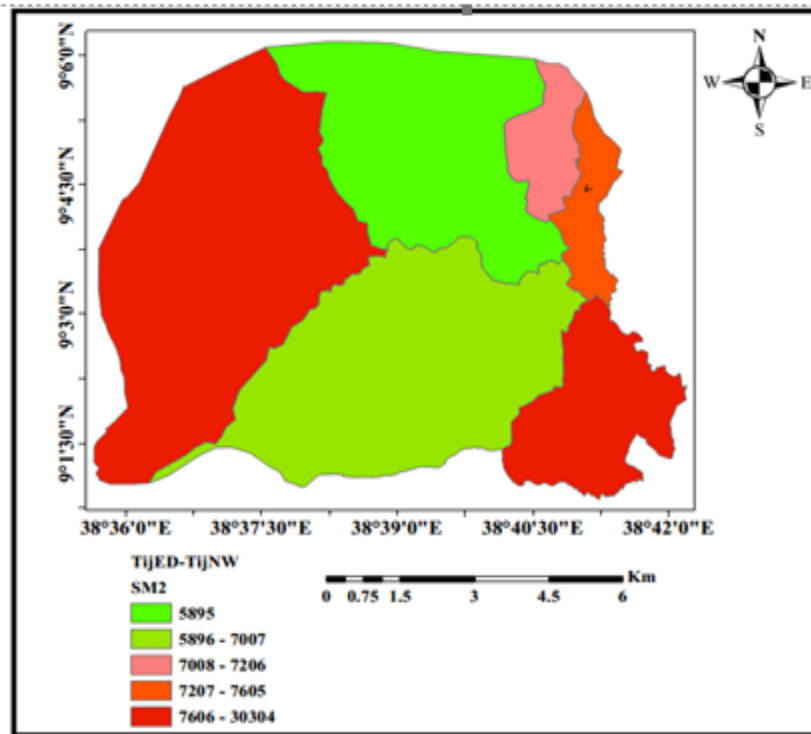 N
W E
S
9°6'0"N
9°4'30"N
9°3'0"N
9°1'30"N
38°36'0"E 38°37'30"E 38°39'0"E 38°40'30"E 38°42'0"E
TijED-TijNW
SM2
5895
5896 - 7007
7008 - 7206
7207 - 7605
7606 - 30304
Km
0 0.75 1.5 3 4.5 6